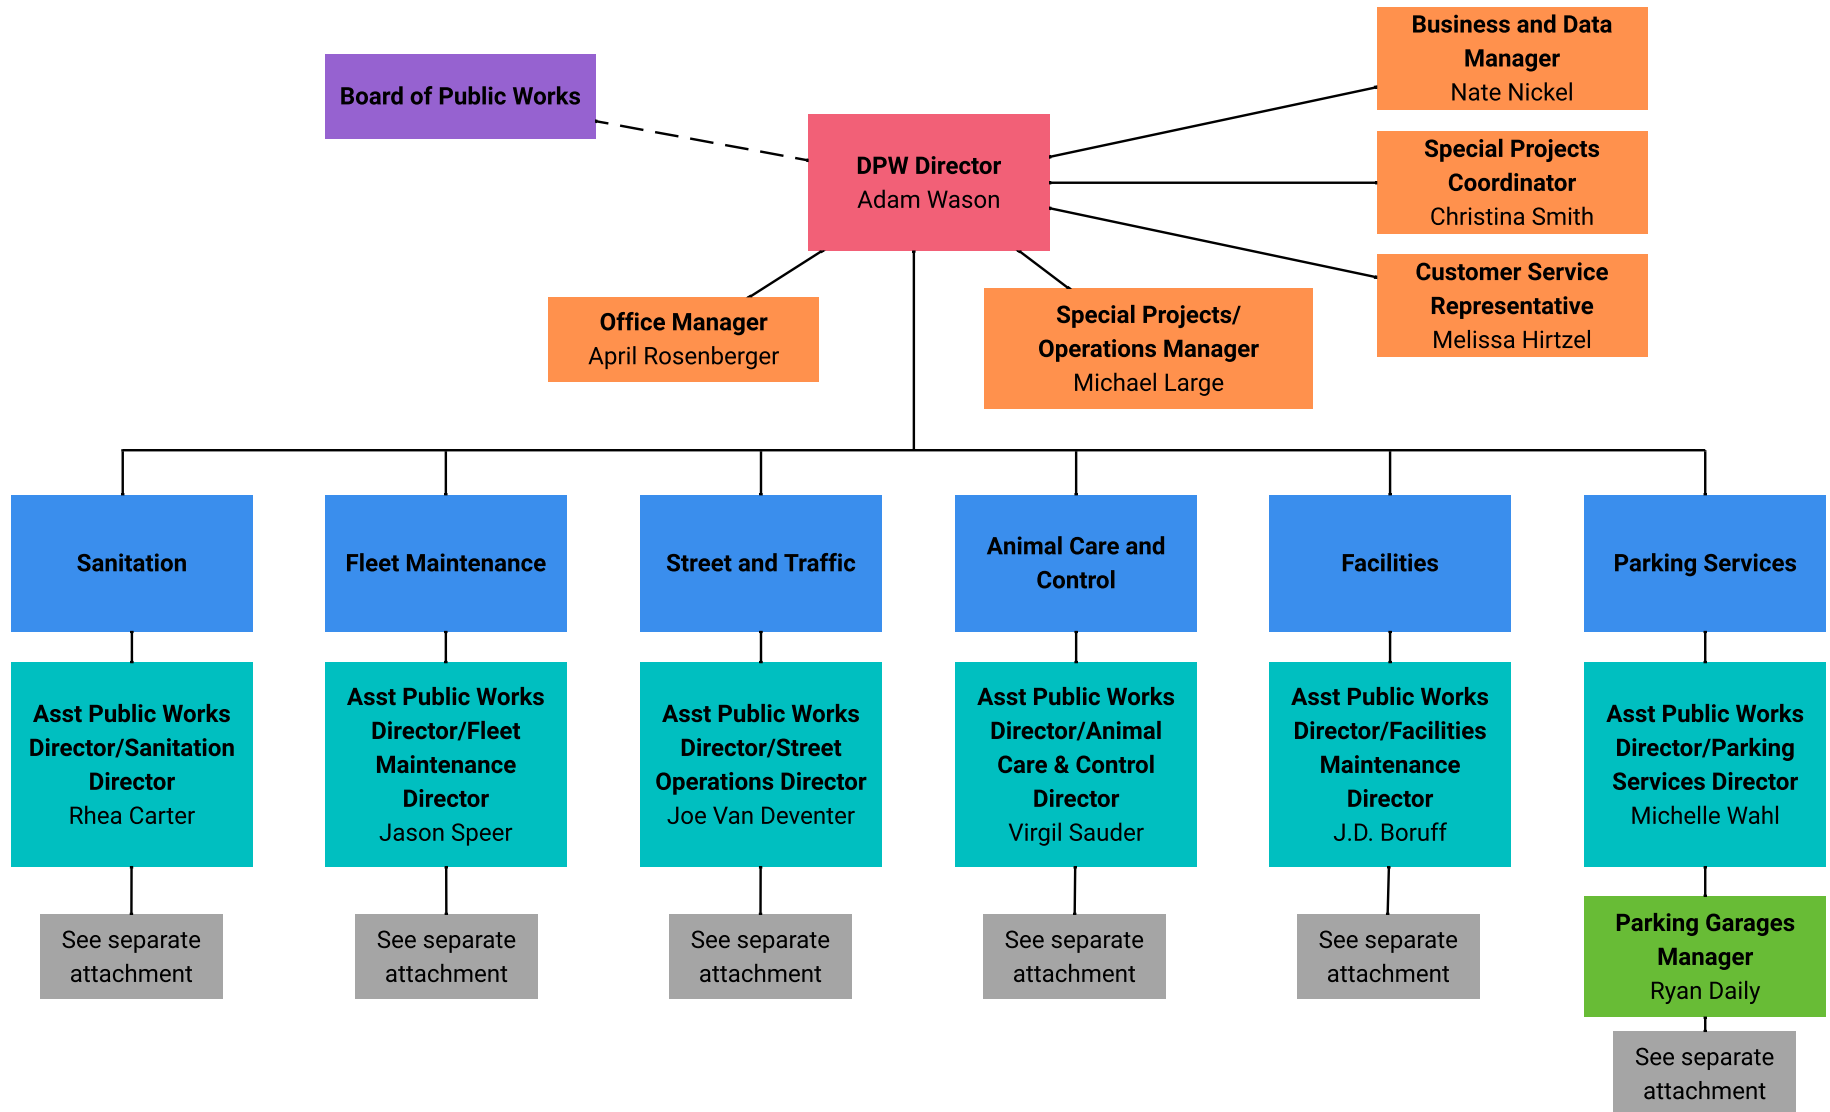 Board of Public Works
DPW Director
Adam Wason
Business and Data
Manager
Nate Nickel
Special Projects
Coordinator
Christina Smith
Customer Service
Representative
Melissa Hirtzel
Office Manager
April Rosenberger
Special Projects/
Operations Manager
Michael Large
Sanitation
Fleet Maintenance
Street and Traffic
Animal Care and
Control
Facilities
Parking Services
Asst Public Works
Director/Sanitation
Director
Rhea Carter
Asst Public Works
Director/Fleet
Maintenance
Director
Jason Speer
Asst Public Works
Director/Street
Operations Director
Joe Van Deventer
Asst Public Works
Director/Animal
Care & Control
Director
Virgil Sauder
Asst Public Works
Director/Facilities
Maintenance
Director
J.D. Boruff
Asst Public Works
Director/Parking
Services Director
Michelle Wahl
See separate
attachment
See separate
attachment
See separate
attachment
See separate
attachment
See separate
attachment
Parking Garages
Manager
Ryan Daily
See separate
attachment